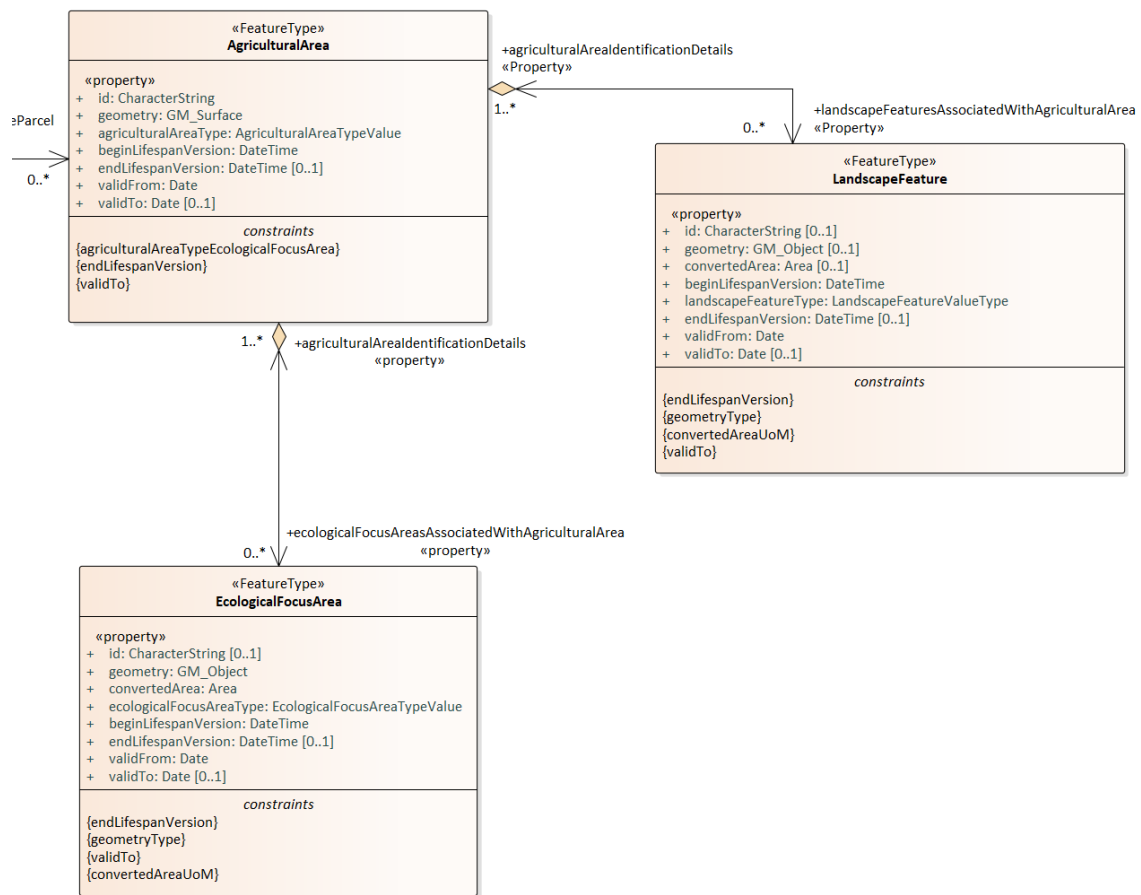 «FeatureType»
AgriculturalArea
«property»
+ id: CharacterString
+ geometry: GM_Surface
+ agriculturalAreaType: AgriculturalAreaTypeValue
+ beginLifespanVersion: DateTime
+ endLifespanVersion: DateTime [0..1]
+ validFrom: Date
+ validTo: Date [0..1]
constraints
{agriculturalAreaTypeEcologicalFocusArea}
{endLifespanVersion}
{validTo}
eParcel
0..*
+agriculturalAreaIdentificationDetails
«Property»
1..*
+landscapeFeaturesAssociatedWithAgriculturalArea
0..*
«Property»
«FeatureType»
LandscapeFeature
«property»
+ id: CharacterString [0..1]
+ geometry: GM_Object [0..1]
+ convertedArea: Area [0..1]
+ beginLifespanVersion: DateTime
+ landscapeFeatureType: LandscapeFeatureValueType
+ endLifespanVersion: DateTime [0..1]
+ validFrom: Date
+ validTo: Date [0..1]
constraints
{endLifespanVersion}
{geometryType}
{convertedAreaUoM}
{validTo}
1..*
+agriculturalAreaIdentificationDetails
«property»
+ecologicalFocusAreasAssociatedWithAgriculturalArea
0..*
«property»
«FeatureType»
EcologicalFocusArea
«property»
+ id: CharacterString [0..1]
+ geometry: GM_Object
+ convertedArea: Area
+ ecologicalFocusAreaType: EcologicalFocusAreaTypeValue
+ beginLifespanVersion: DateTime
+ endLifespanVersion: DateTime [0..1]
+ validFrom: Date
+ validTo: Date [0..1]
constraints
{endLifespanVersion}
{geometryType}
{validTo}
{convertedAreaUoM}